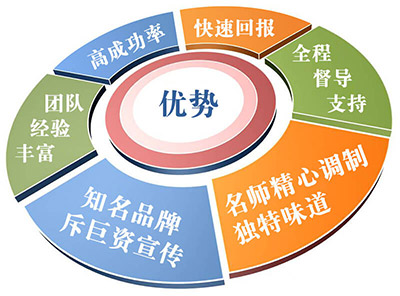 优势
高成功率
快速回报
全程
督导
支持
名师精心调制
独特味道
知名品牌
斥巨资宣传
团队
经验
丰富